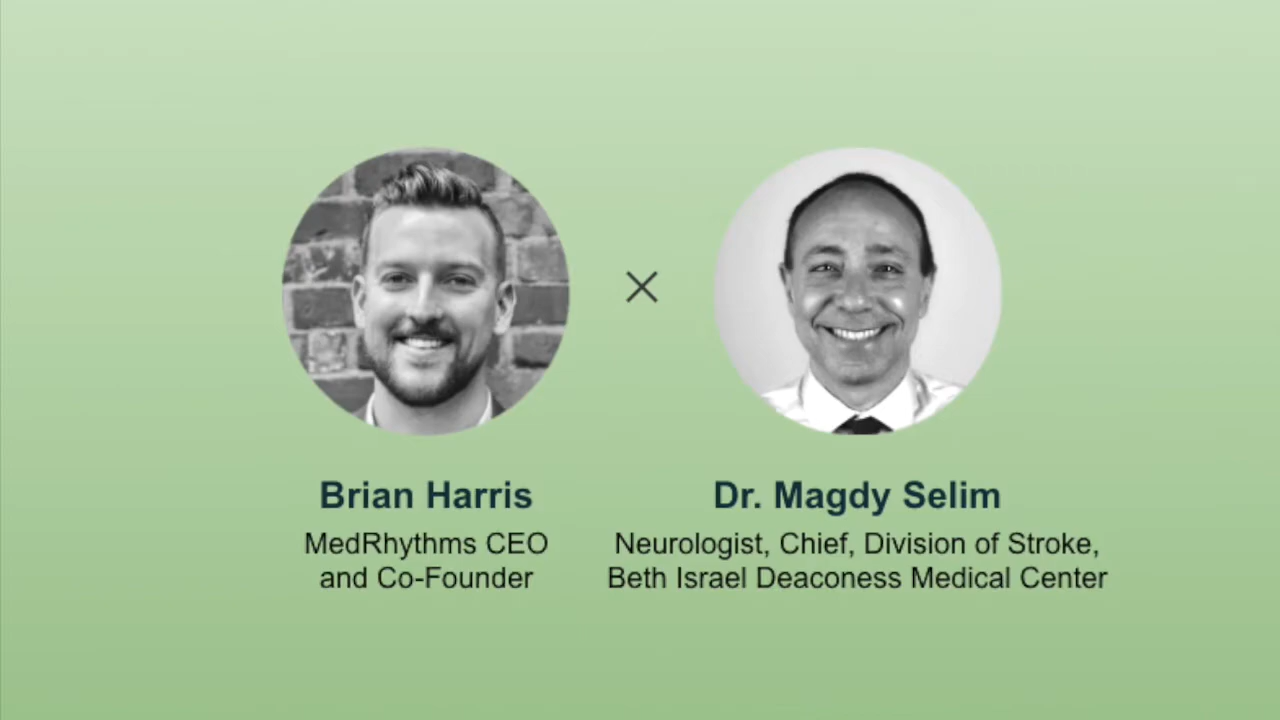 Brian Harris
MedRhythms CEO
and Co-Founder
Dr. Magdy Selim
Neurologist, Chief, Division of Stroke,
Beth Israel Deaconess Medical Center